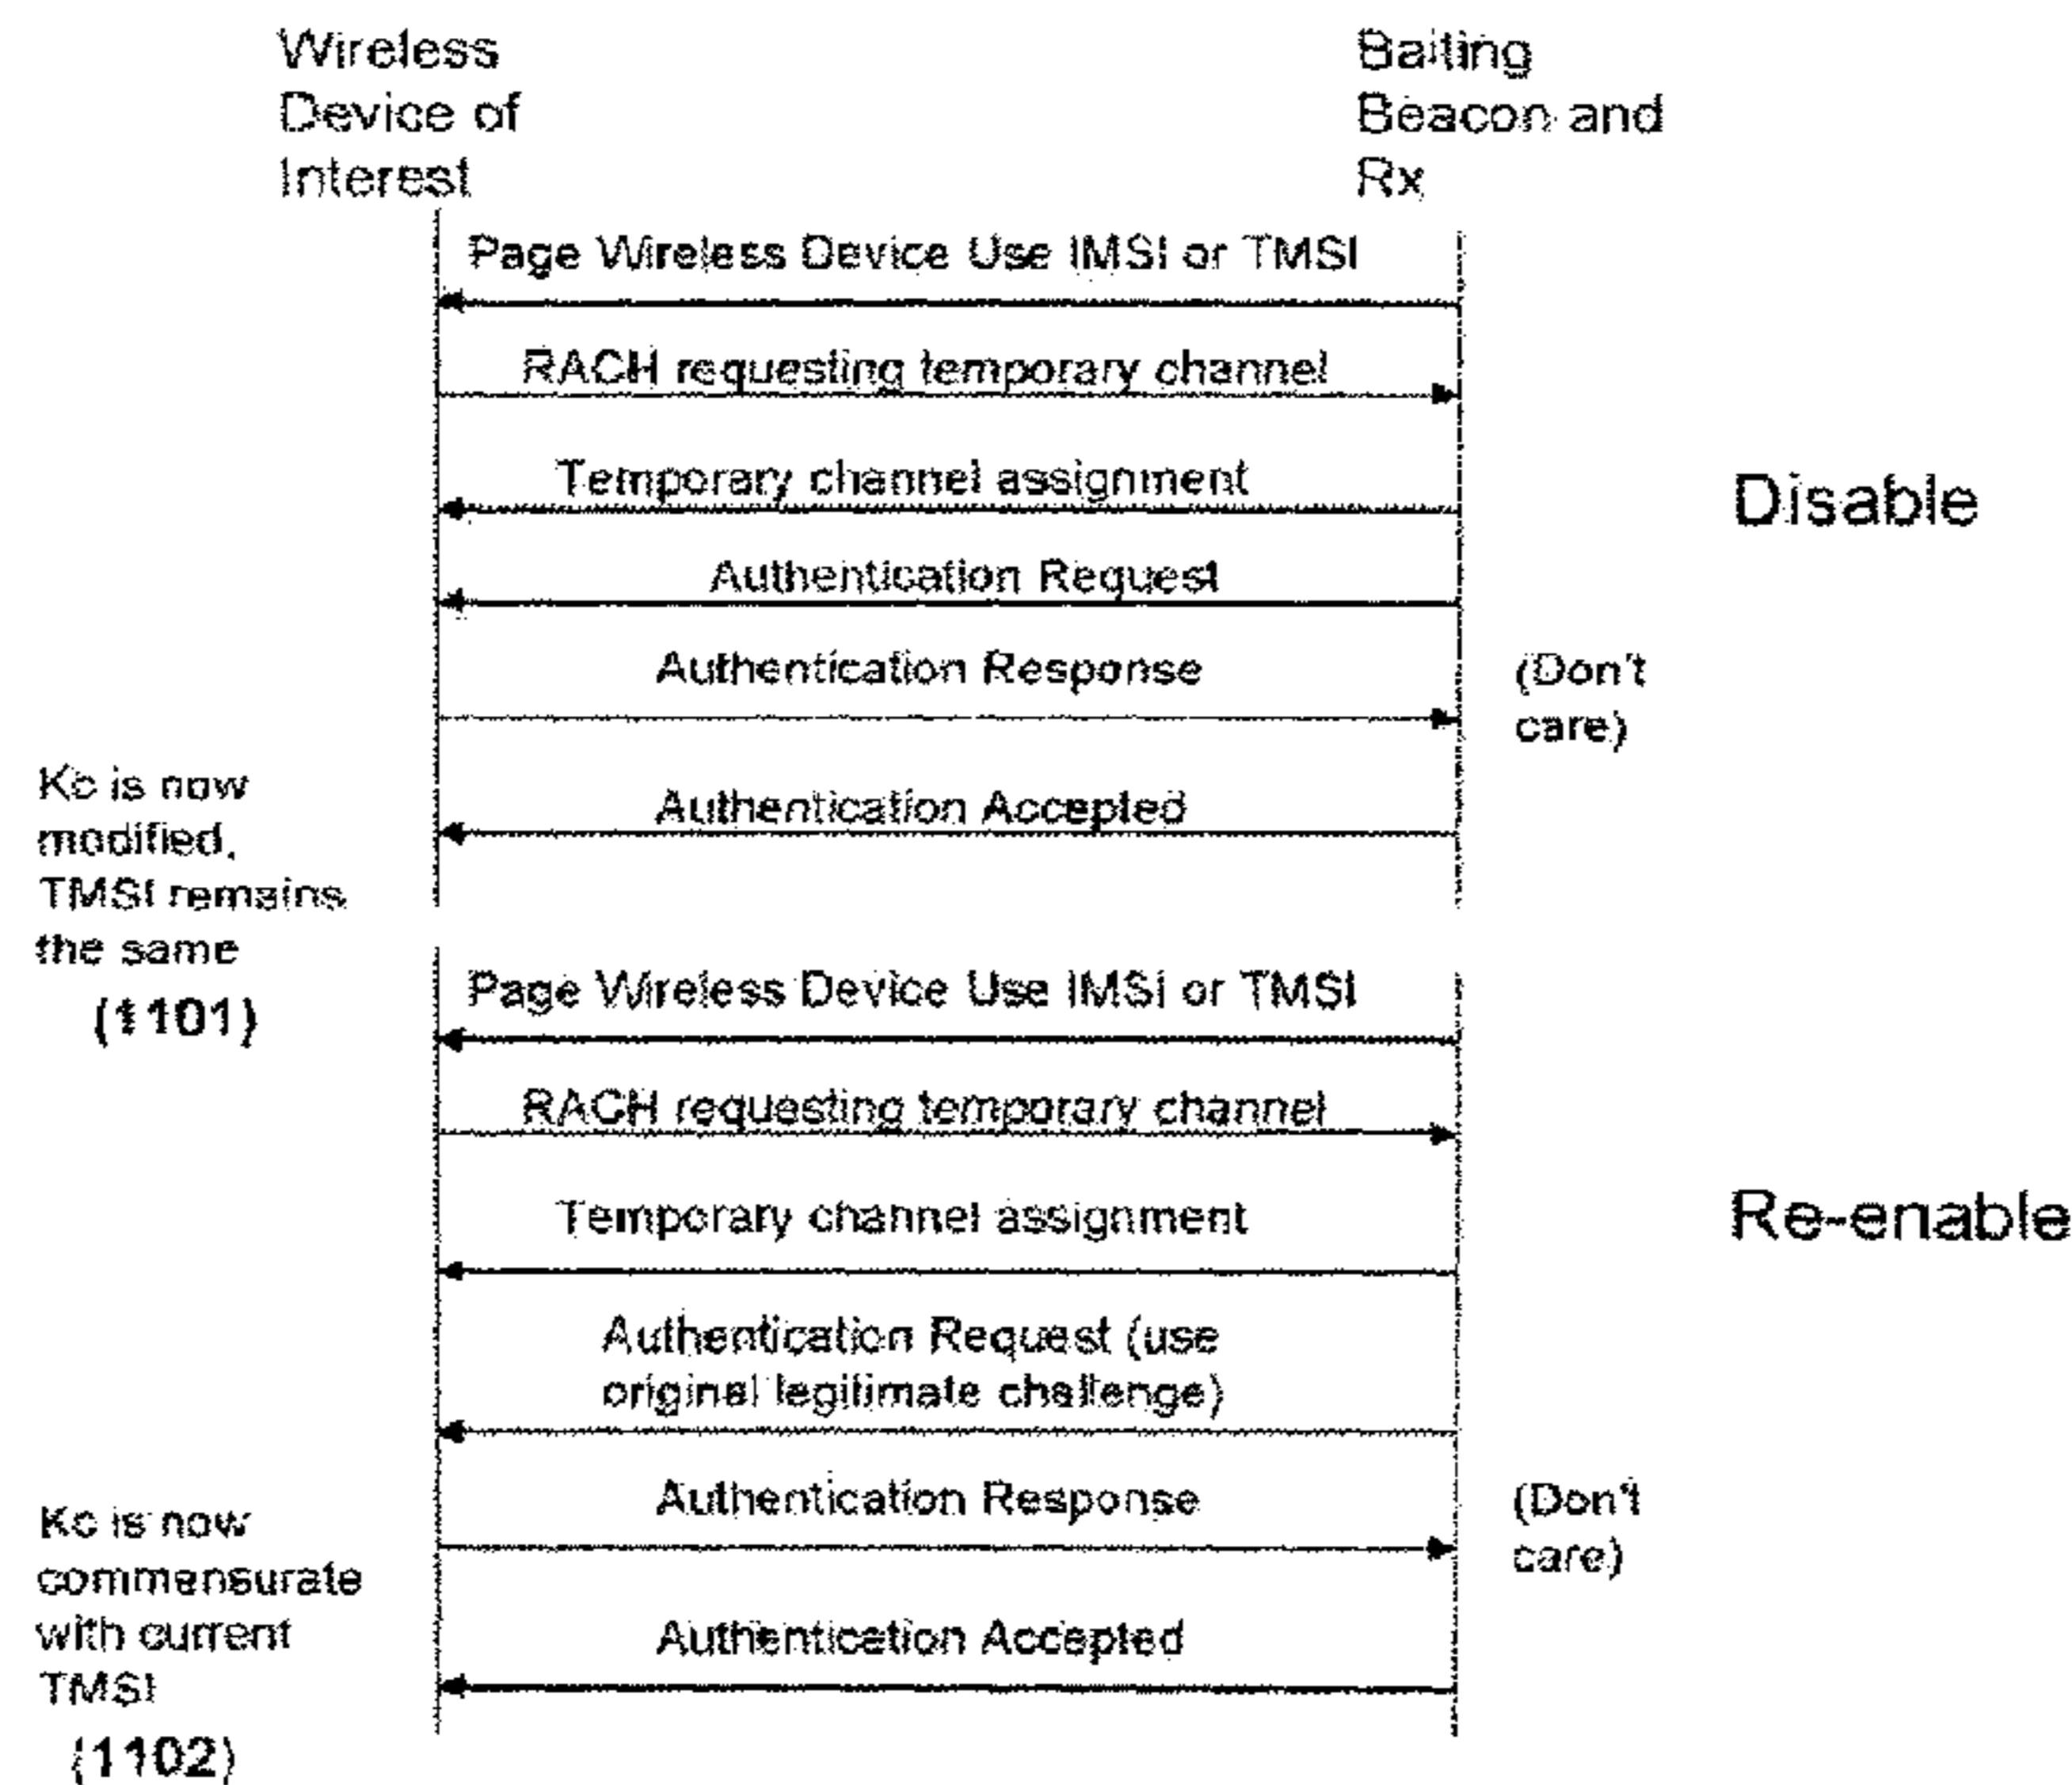 Wireless
Device of
Interest
Baiting
Beacon and
Rx
Page Wireless Device Use IMSI or TMSI
RACH requesting temporary channel
Temporary channel assignment
Disable
Authentication Request
Authentication Response
(Don't
care)
Kc is now
modified,
TMSI remains
the same
(1101)
Authentication Accepted
Page Wireless Device Use IMSI or TMSI
RACH requesting temporary channel
Temporary channel assignment
Re-enable
Authentication Request (use
original legitimate challenge)
Authentication Response
(Don't
care)
Kc is now
commensurate
with current
TMSI
(1102)
Authentication Accepted